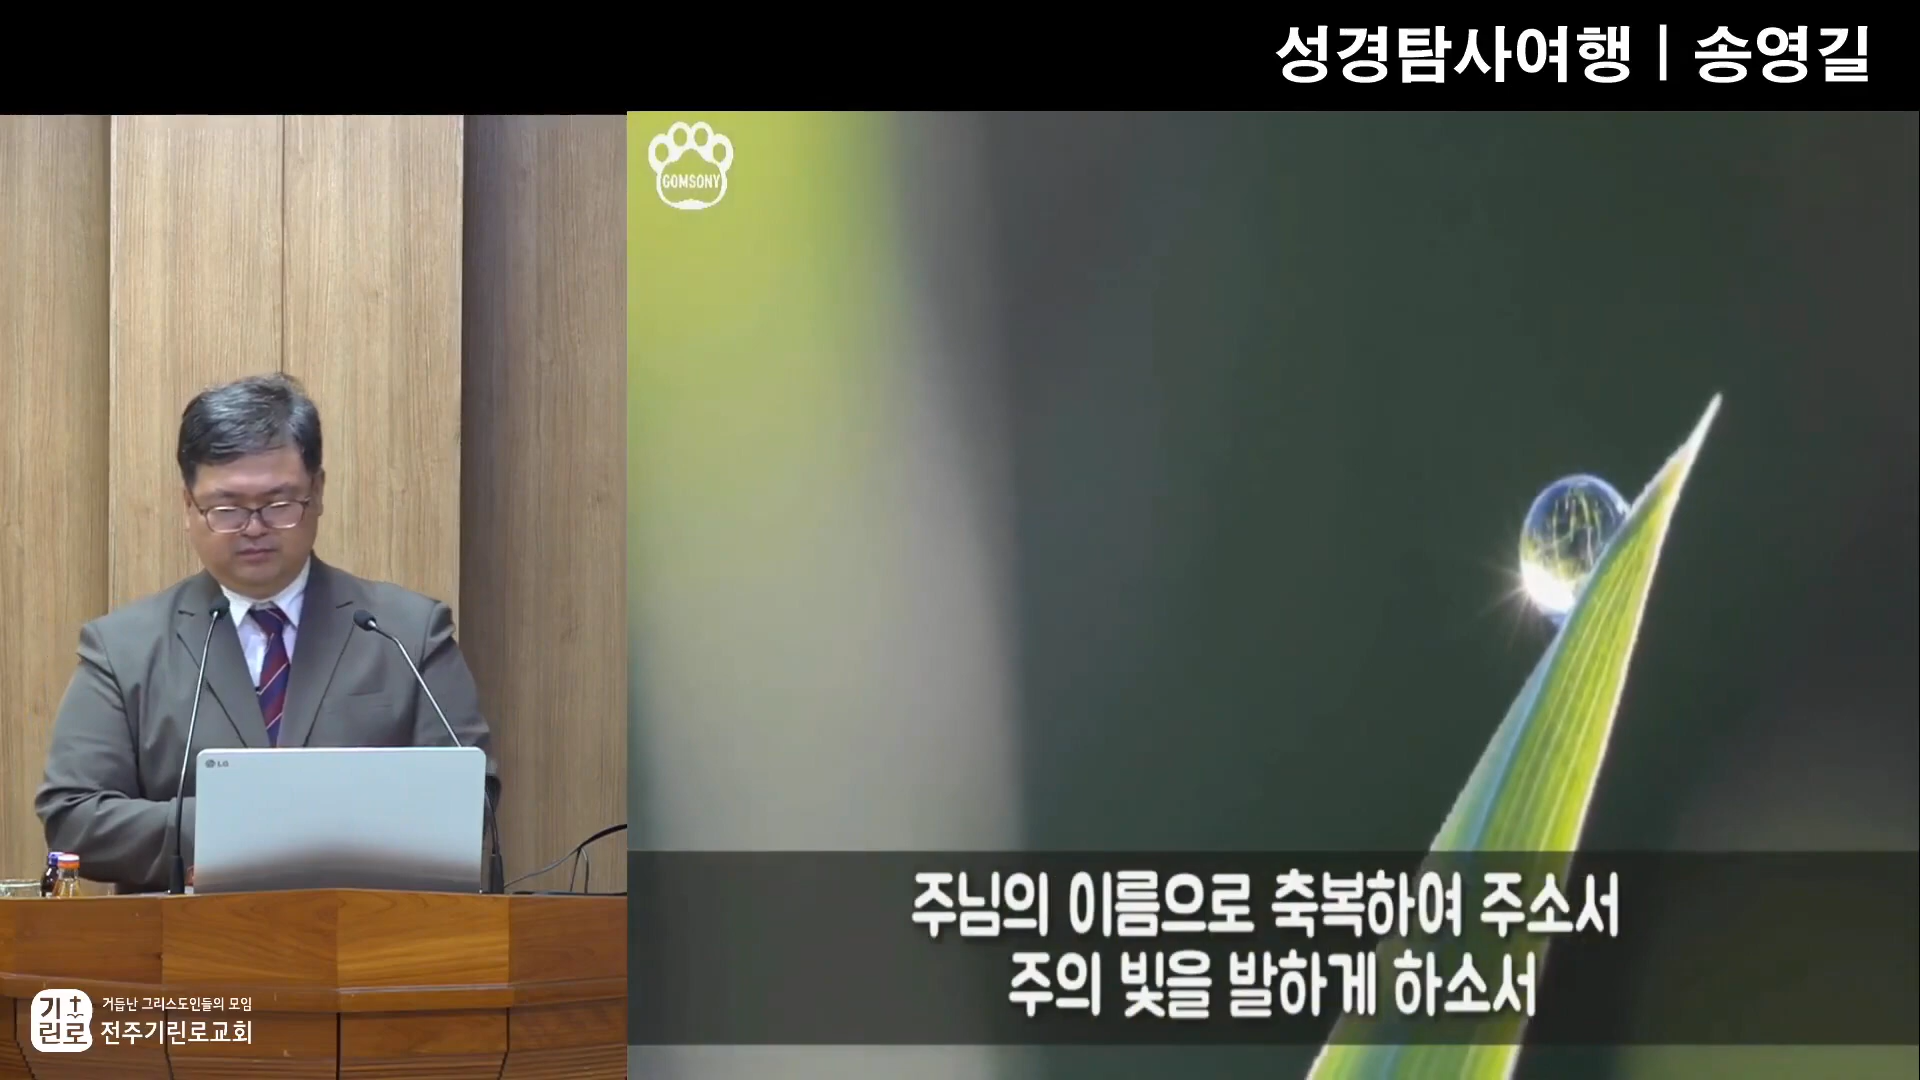 성경탐사여행 | 송영길
GOMSONY
LG
주님의 이름으로 축복하여 주소서
주의 빛을 발하게 하소서
기린로
거듭난 그리스도인들의 모임
전주기린로교회